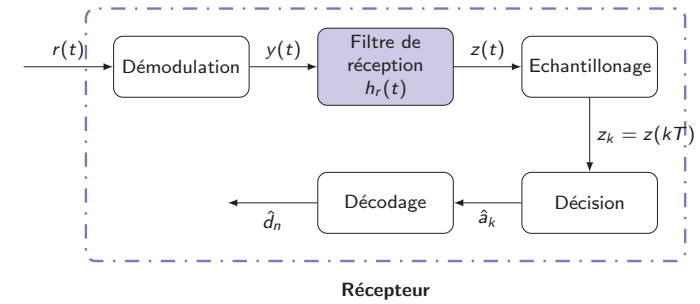 r(t)
Démodulation
y(t)
Filtre de
réception
h_r(t)
z(t)
Echantillonage
z_k = z(kT)
Décision
â_k
Décodage
d̂_n
Récepteur